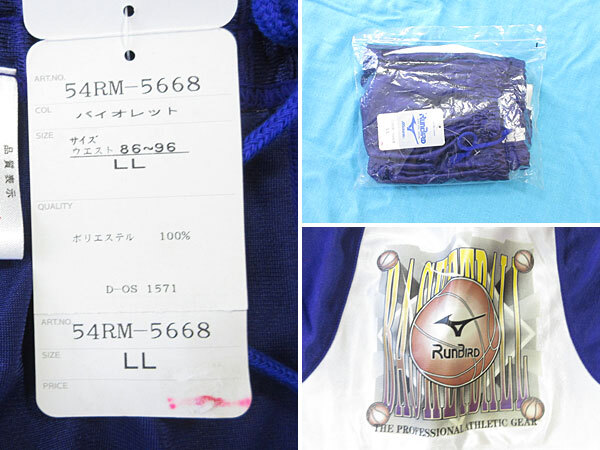 ART.NO.
54RM-5668
COL
バイオレット
SIZE
サイズ
ウエスト 86~96
LL
QUALITY
ポリエステル 100%
D-OS 1571
ART.NO.
54RM-5668
SIZE
LL
PRICE
品質表示
RUNBIRD
BASKETBALL
RUNBIRD
THE PROFESSIONAL ATHLETIC GEAR